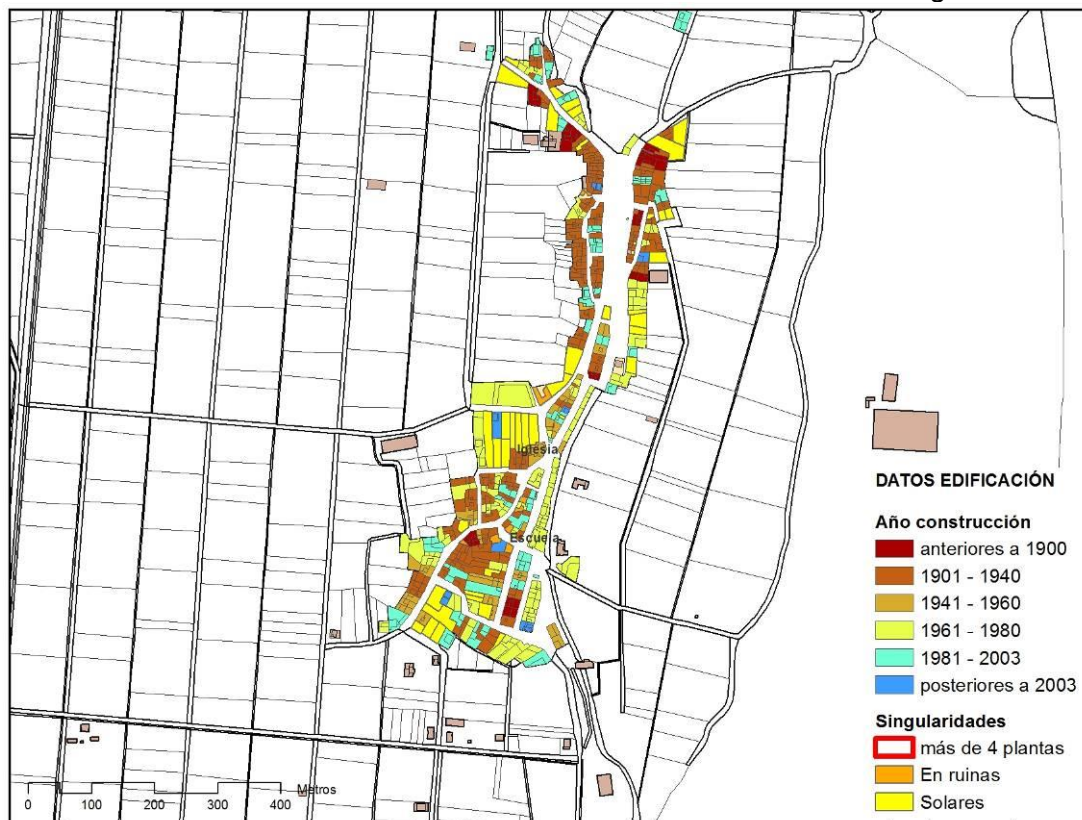 Iglesia
Escuela
DATOS EDIFICACIÓN
Año construcción
anteriores a 1900
1901 - 1940
1941 - 1960
1961 - 1980
1981 - 2003
posteriores a 2003
Singularidades
más de 4 plantas
En ruinas
Solares
Metros
0 100 200 300 400